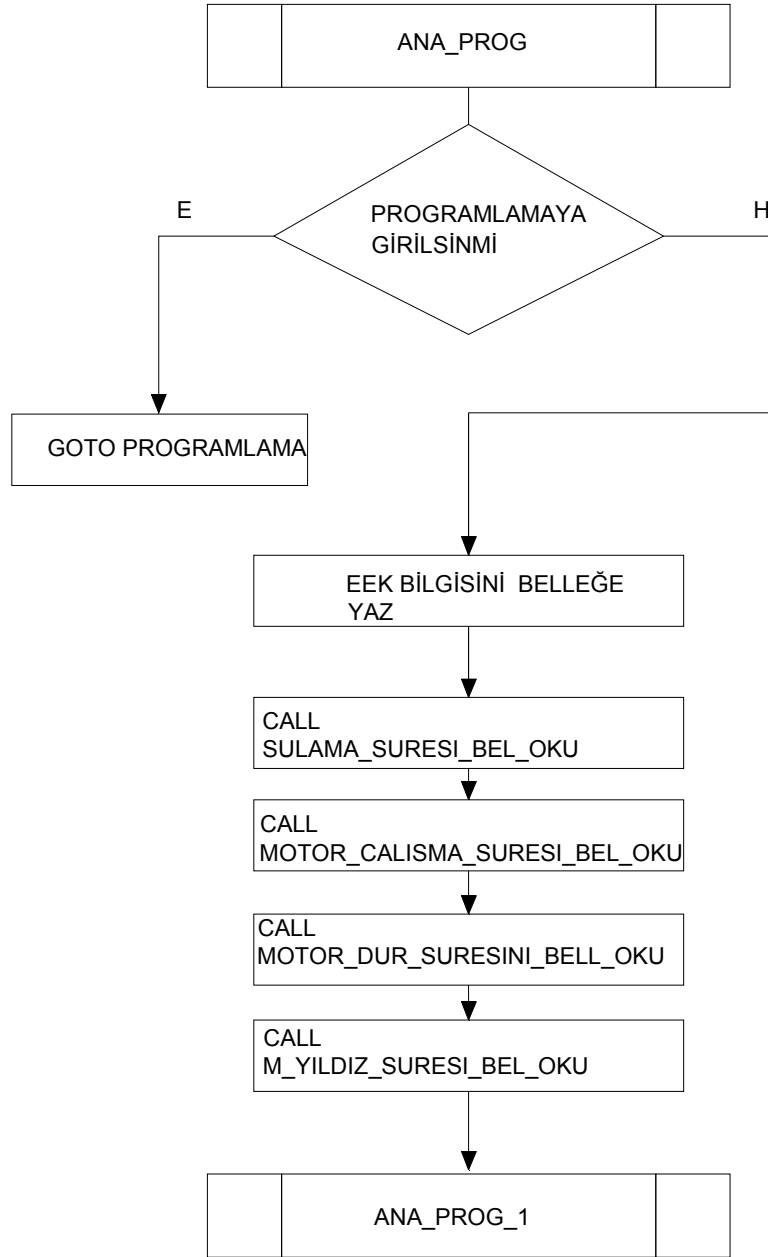 ANA_PROG
E
PROGRAMLAMAYA
GİRİLSİNMİ
H
GOTO PROGRAMLAMA
EEK BİLGİSİNİ BELLEĞE
YAZ
CALL
SULAMA_SURESI_BEL_OKU
CALL
MOTOR_CALISMA_SURESI_BEL_OKU
CALL
MOTOR_DUR_SURESINI_BELL_OKU
CALL
M_YILDIZ_SURESI_BEL_OKU
ANA_PROG_1